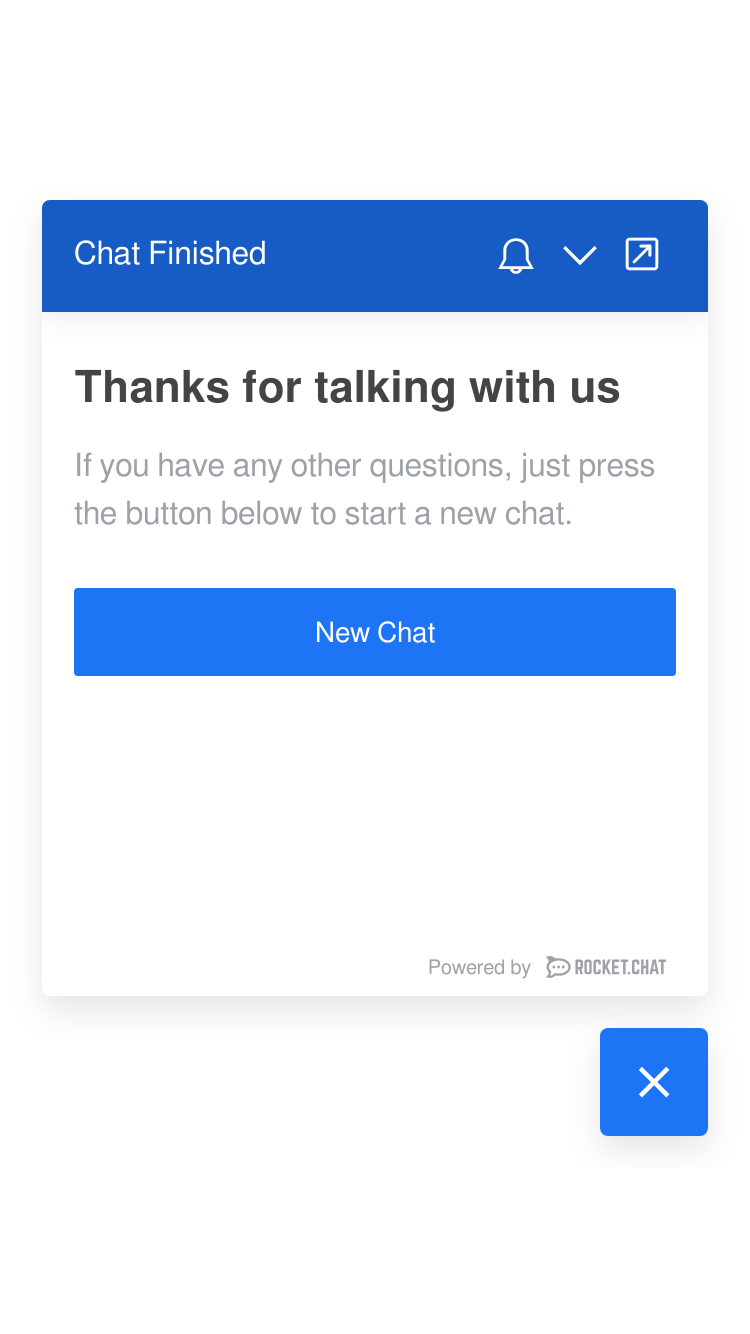 Chat Finished
Thanks for talking with us
If you have any other questions, just press
the button below to start a new chat.
New Chat
Powered by ROCKET.CHAT